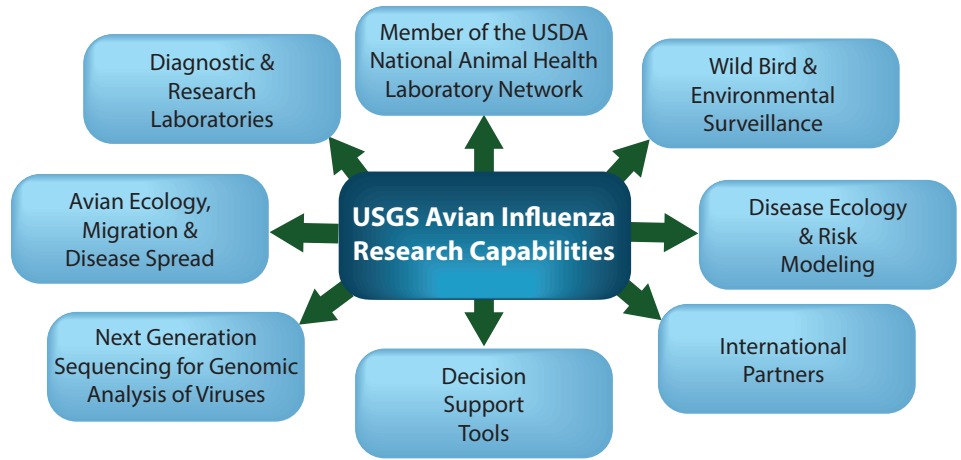 Member of the USDA
National Animal Health
Laboratory Network
Diagnostic &
Research
Laboratories
Wild Bird &
Environmental
Surveillance
Avian Ecology,
Migration &
Disease Spread
USGS Avian Influenza
Research Capabilities
Disease Ecology
& Risk
Modeling
Next Generation
Sequencing for Genomic
Analysis of Viruses
Decision
Support
Tools
International
Partners